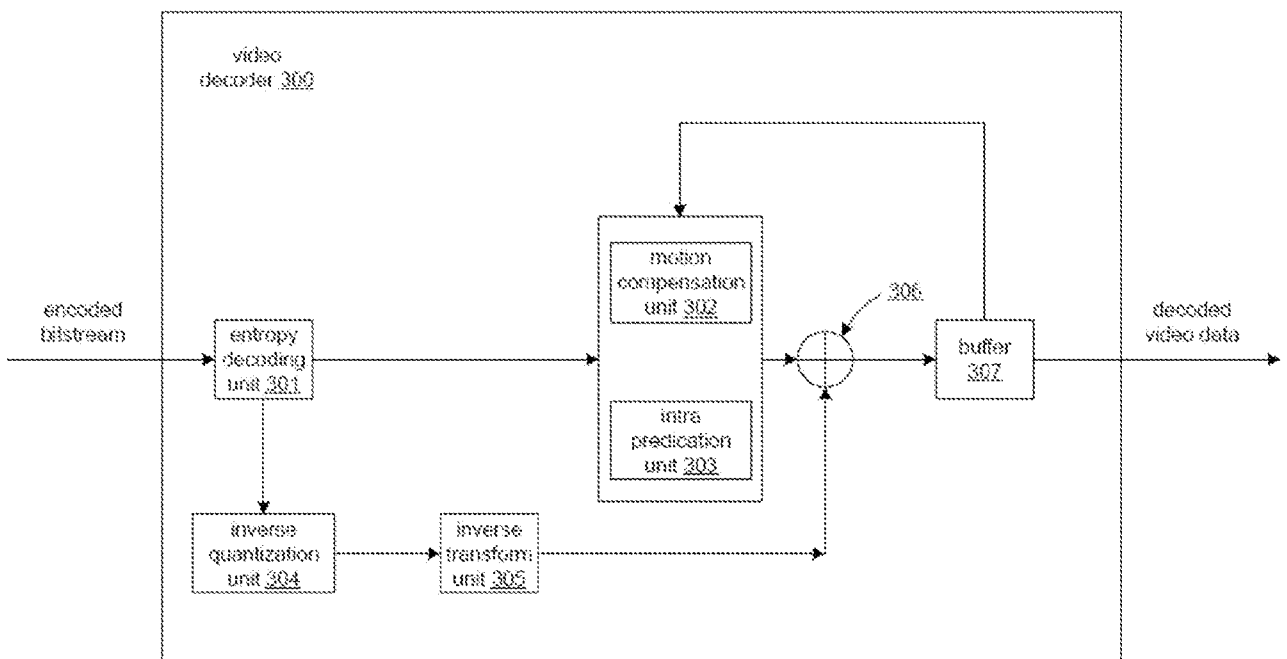 video
decoder 300
encoded
bitstream
entropy
decoding
unit 301
motion
compensation
unit 302
intra
predication
unit 303
306
buffer
307
decoded
video data
inverse
quantization
unit 304
inverse
transform
unit 305